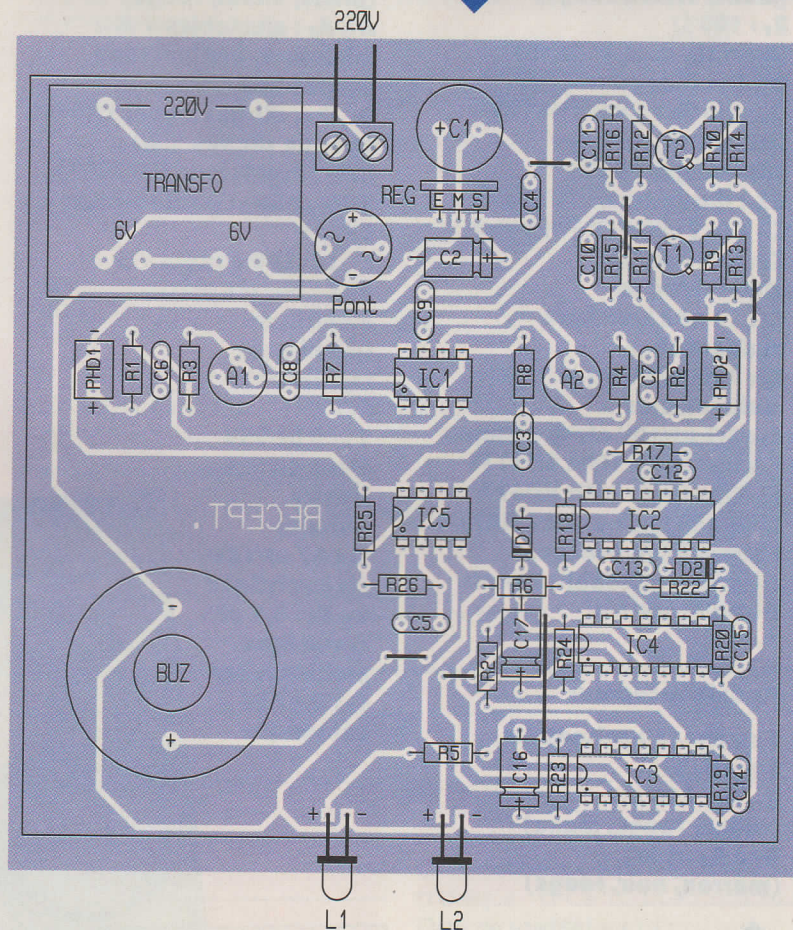 220V
220V
+ C1
TRANSFO
REG
E M S
C4
C11
R16
R12
T2
R10
R14
6V
6V
+
-
Pont
C2 +
C10
R15
R11
T1
R9
R13
C9
-
PHD1
+
R1
C6
R3
A1
C8
R7
IC1
R8
A2
R4
C7
R2
-
PHD2
+
C3
R17
C12
RECEPT.
R25
IC5
D1
R18
IC2
R26
R6
C13
D2
R22
C5
C17
+
R21
R24
IC4
R20
C15
-
BUZ
+
R5
C16
+
R23
IC3
R19
C14
+ -
+ -
L1
L2